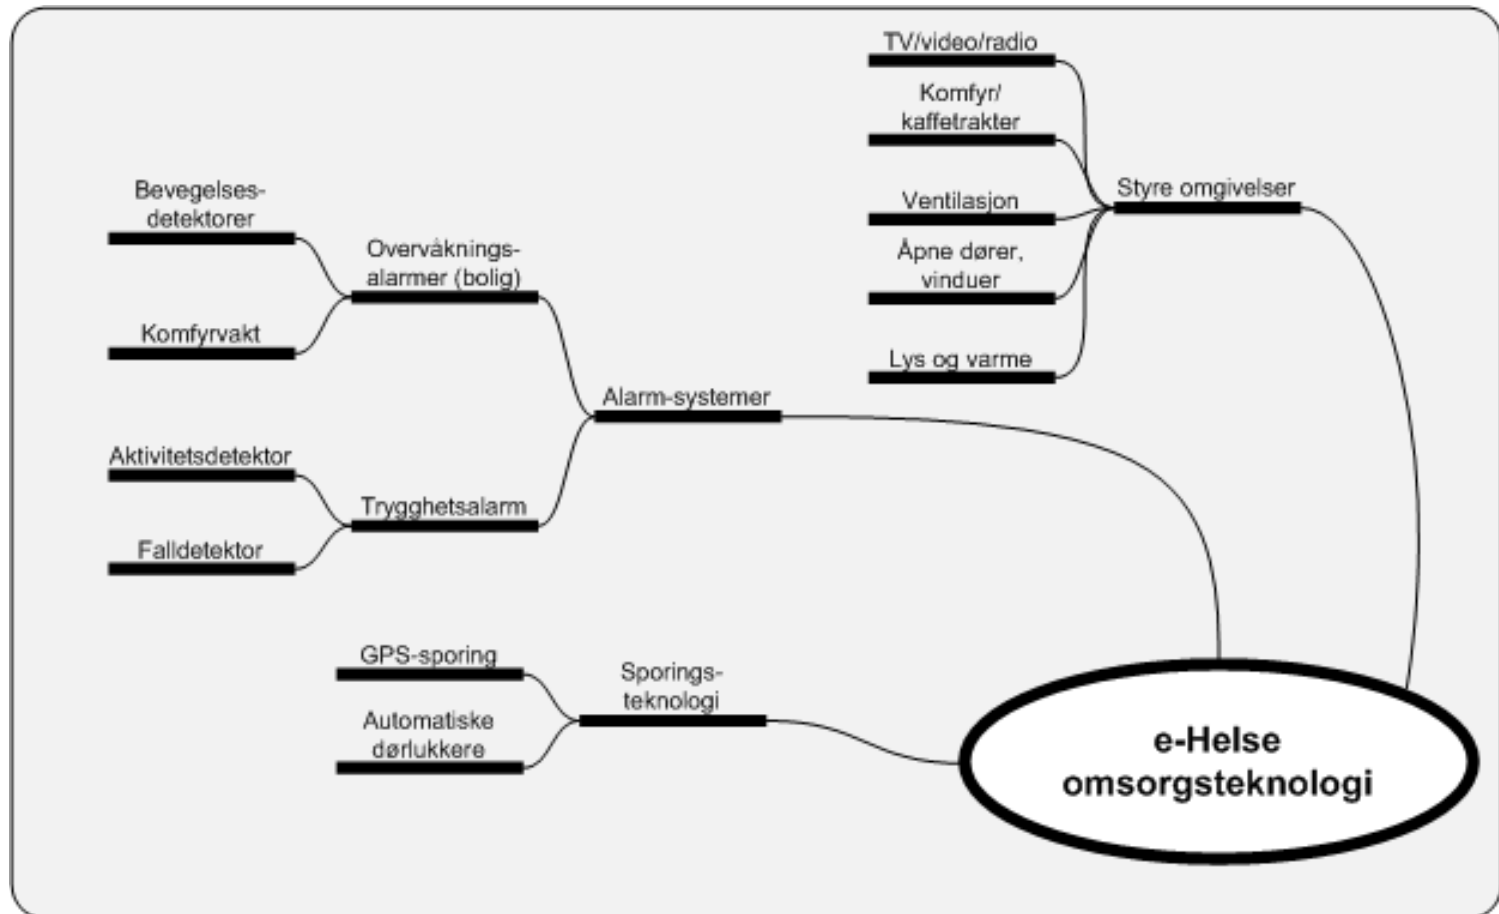 TV/video/radio
Komfyr/
kaffetrakter
Ventilasjon
Åpne dører,
vinduer
Lys og varme
Styre omgivelser
Bevegelses-
detektorer
Komfyrvakt
Overvåknings-
alarmer (bolig)
Aktivitetsdetektor
Falldetektor
Trygghetsalarm
Alarm-systemer
GPS-sporing
Automatiske
dørlukkere
Sporings-
teknologi
e-Helse
omsorgsteknologi